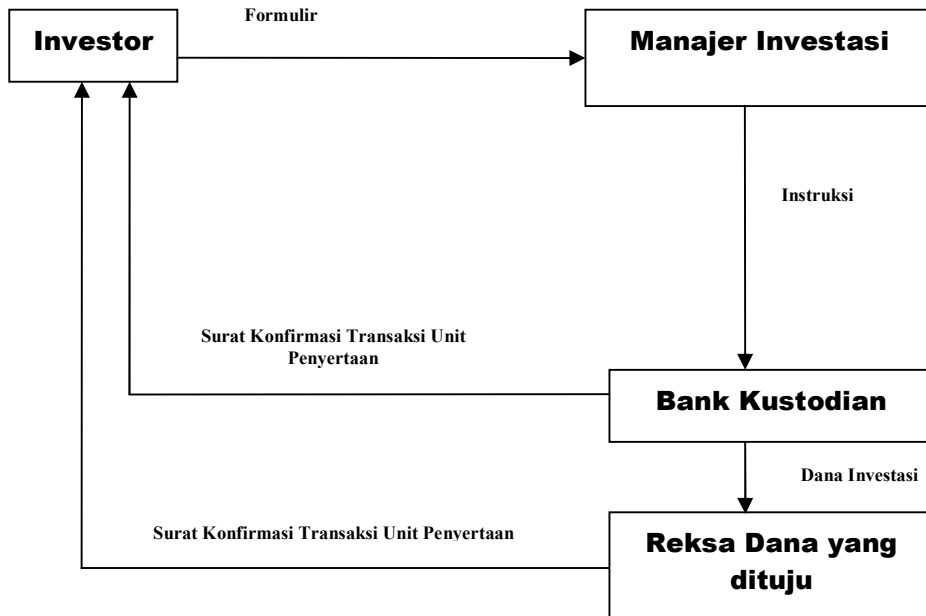 Formulir
Investor
Manajer Investasi
Instruksi
Surat Konfirmasi Transaksi Unit
Penyertaan
Bank Kustodian
Dana Investasi
Surat Konfirmasi Transaksi Unit Penyertaan
Reksa Dana yang
dituju